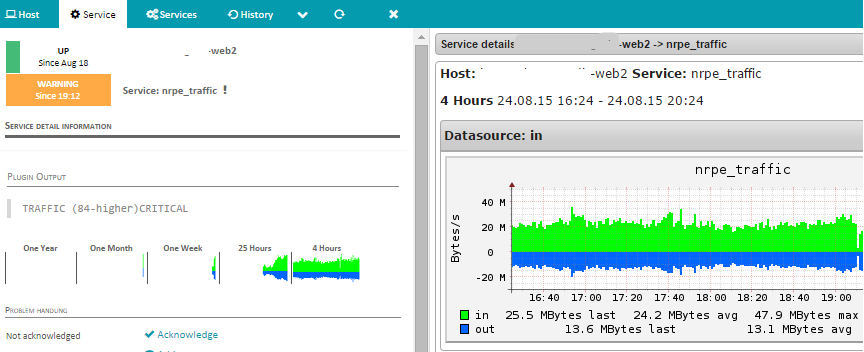 Host Service Services History
UP
Since Aug 18
-web2
WARNING
Since 19:12
Service: nrpe_traffic !
Service detail information
Plugin Output
TRAFFIC (84-higher)CRITICAL
One Year One Month One Week 25 Hours 4 Hours
Problem handling
Not acknowledged
Acknowledge
Service details -web2 -> nrpe_traffic
Host: -web2 Service: nrpe_traffic
4 Hours 24.08.15 16:24 - 24.08.15 20:24
Datasource: in
nrpe_traffic
Bytes/s
40 M
20 M
0
-20 M
16:40 17:00 17:20 17:40 18:00 18:20 18:40 19:00
in 25.5 MBytes last 24.2 MBytes avg 47.9 MBytes max
out 13.6 MBytes last 13.1 MBytes avg